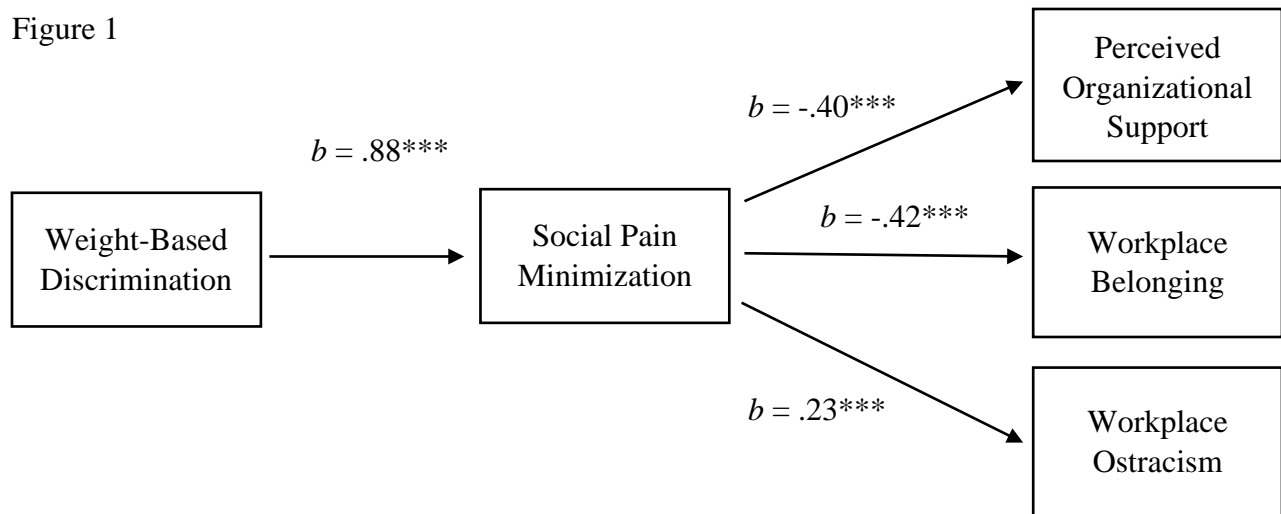 Figure 1
Perceived
Organizational
Support
b = -.40***
b = .88***
Weight-Based
Discrimination
Social Pain
Minimization
b = -.42***
Workplace
Belonging
b = .23***
Workplace
Ostracism